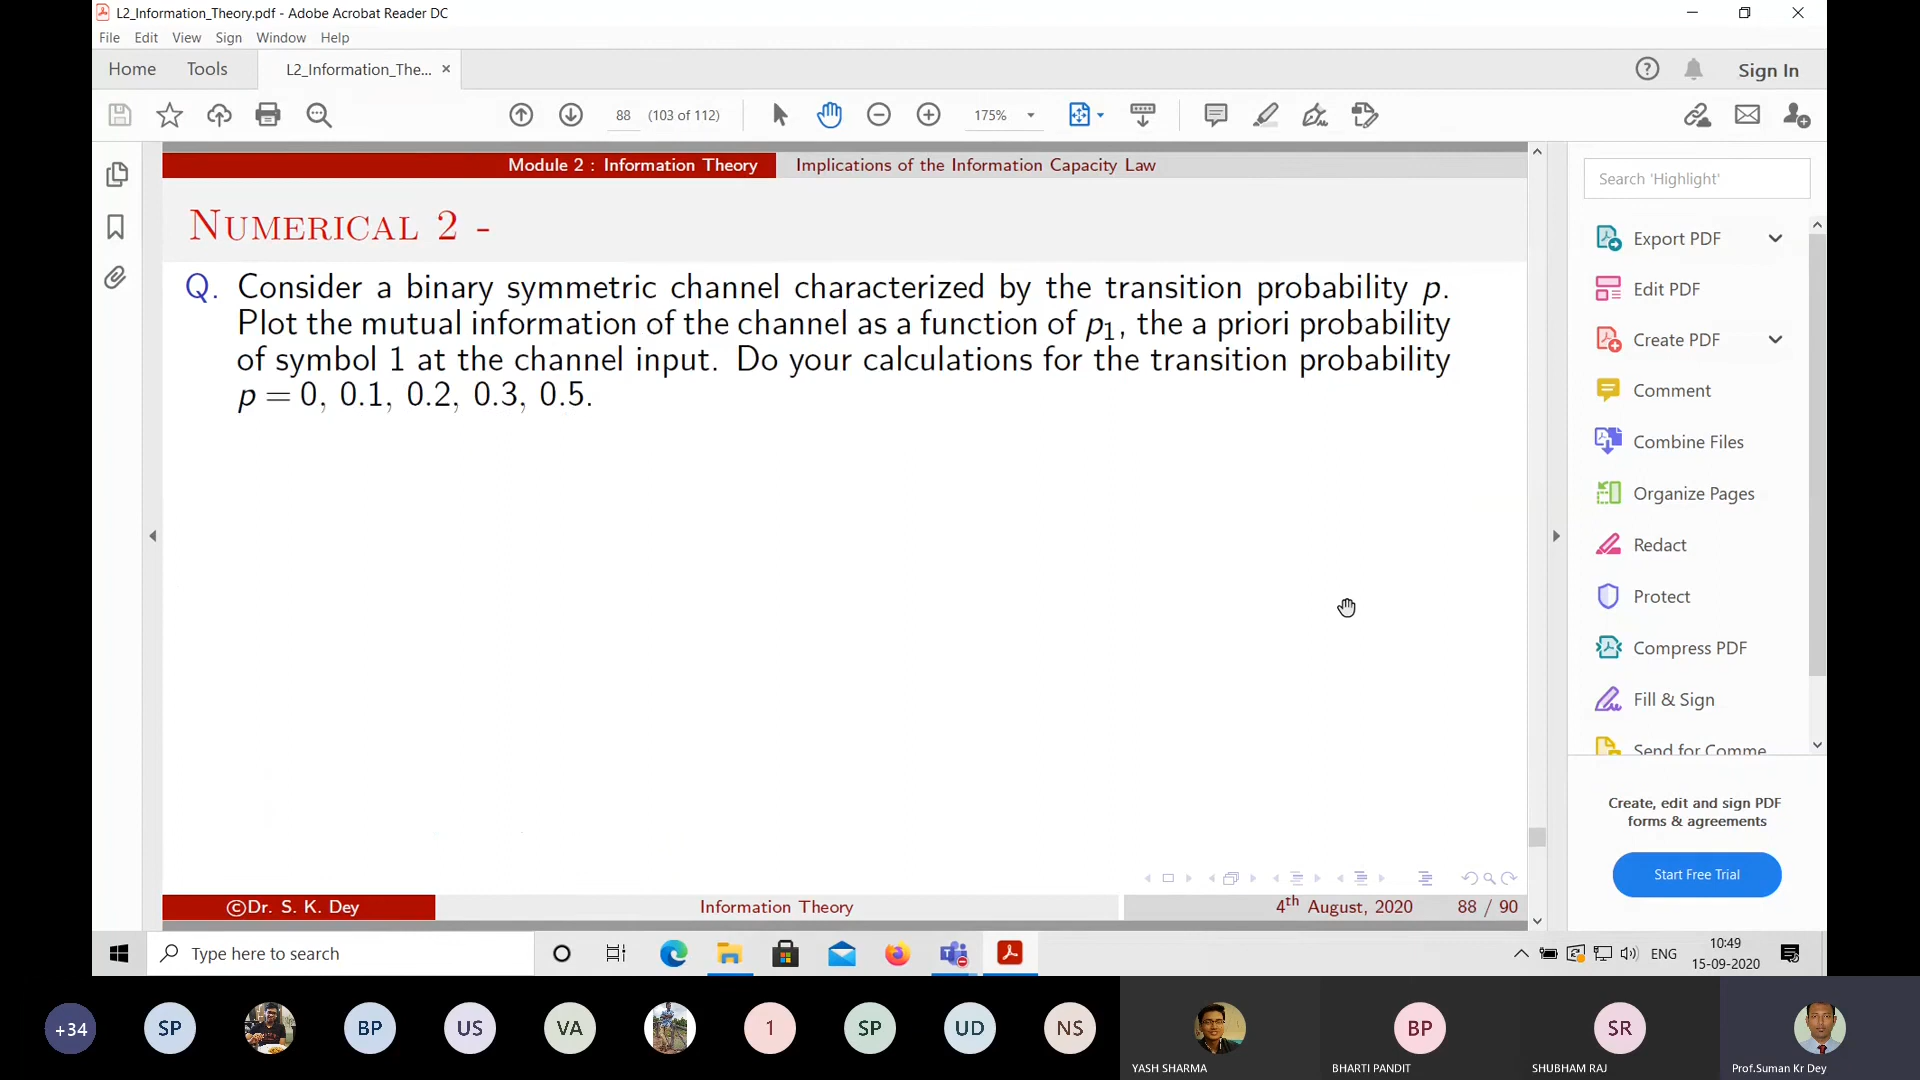 L2_Information_Theory.pdf - Adobe Acrobat Reader DC
File Edit View Sign Window Help
Home Tools L2_Information_The... × Sign In
88 (103 of 112) 175%
Module 2 : Information Theory Implications of the Information Capacity Law
NUMERICAL 2 -
Q. Consider a binary symmetric channel characterized by the transition probability p.
Plot the mutual information of the channel as a function of p₁, the a priori probability
of symbol 1 at the channel input. Do your calculations for the transition probability
p = 0, 0.1, 0.2, 0.3, 0.5.
©Dr. S. K. Dey Information Theory 4th August, 2020 88 / 90
Search 'Highlight'
Export PDF
Edit PDF
Create PDF
Comment
Combine Files
Organize Pages
Redact
Protect
Compress PDF
Fill & Sign
Send for Comme
Create, edit and sign PDF
forms & agreements
Start Free Trial
Type here to search
ENG
10:49
15-09-2020
+34 SP BP US VA 1 SP UD NS BP SR
YASH SHARMA BHARTI PANDIT SHUBHAM RAJ Prof.Suman Kr Dey